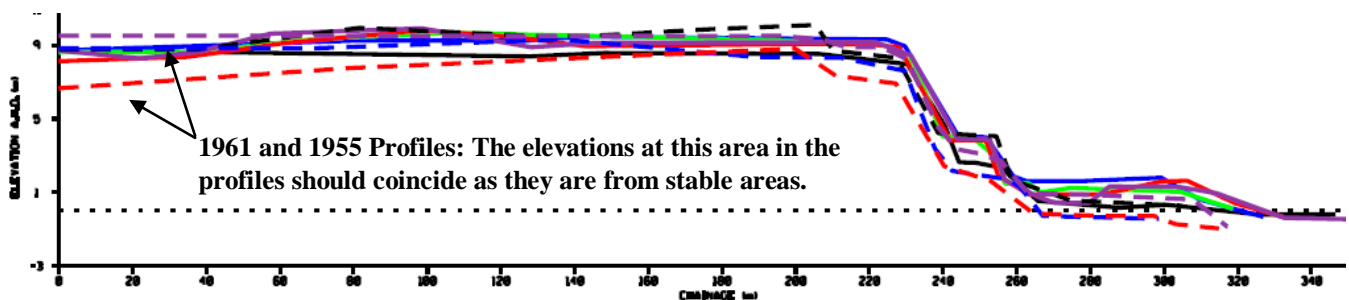 9
5
1
-3
ELEVATION A.H.D. (m)
1961 and 1955 Profiles: The elevations at this area in the
profiles should coincide as they are from stable areas.
0 20 40 60 80 100 120 140 160 180 200 220 240 260 280 300 320 340
CHAINAGE (m)